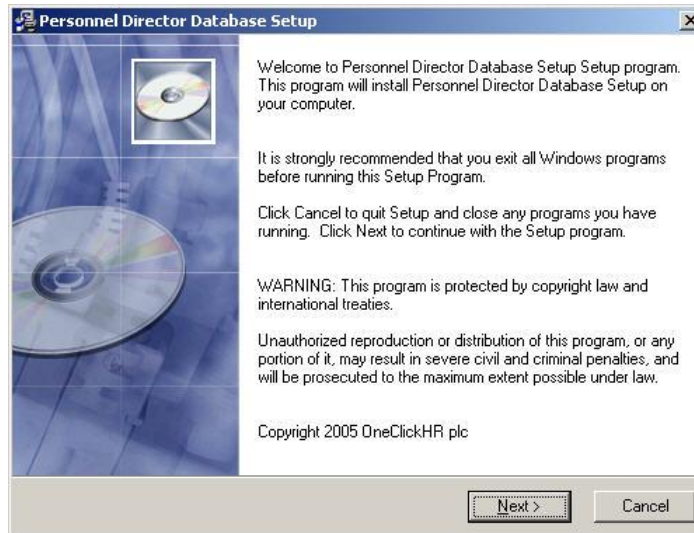 Personnel Director Database Setup
Welcome to Personnel Director Database Setup Setup program.
This program will install Personnel Director Database Setup on
your computer.
It is strongly recommended that you exit all Windows programs
before running this Setup Program.
Click Cancel to quit Setup and close any programs you have
running. Click Next to continue with the Setup program.
WARNING: This program is protected by copyright law and
international treaties.
Unauthorized reproduction or distribution of this program, or any
portion of it, may result in severe civil and criminal penalties, and
will be prosecuted to the maximum extent possible under law.
Copyright 2005 OneClickHR plc
Next >
Cancel